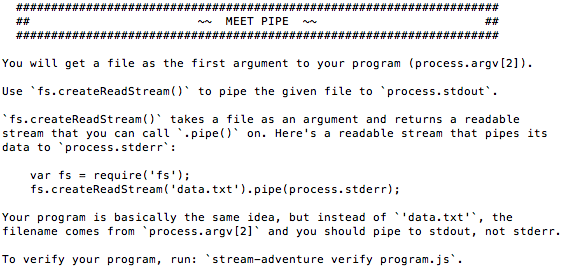 #####################################################################
##                        ~~  MEET PIPE  ~~                        ##
#####################################################################
You will get a file as the first argument to your program (process.argv[2]).
Use `fs.createReadStream()` to pipe the given file to `process.stdout`.
`fs.createReadStream()` takes a file as an argument and returns a readable
stream that you can call `.pipe()` on. Here's a readable stream that pipes its
data to `process.stderr`:
    var fs = require('fs');
    fs.createReadStream('data.txt').pipe(process.stderr);
Your program is basically the same idea, but instead of `'data.txt'`, the
filename comes from `process.argv[2]` and you should pipe to stdout, not stderr.
To verify your program, run: `stream-adventure verify program.js`.